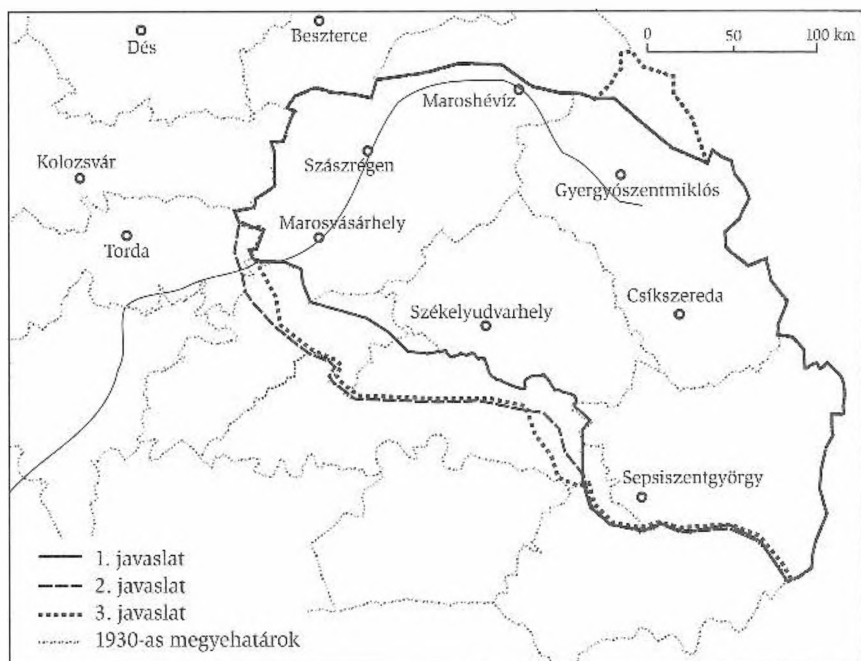 Dés
Beszterce
0 50 100 km
Maroshévíz
Kolozsvár
Szászrégen
Gyergyószentmiklós
Marosvásárhely
Torda
Székelyudvarhely
Csíkszereda
Sepsiszentgyörgy
1. javaslat
2. javaslat
3. javaslat
1930-as megyehatárok